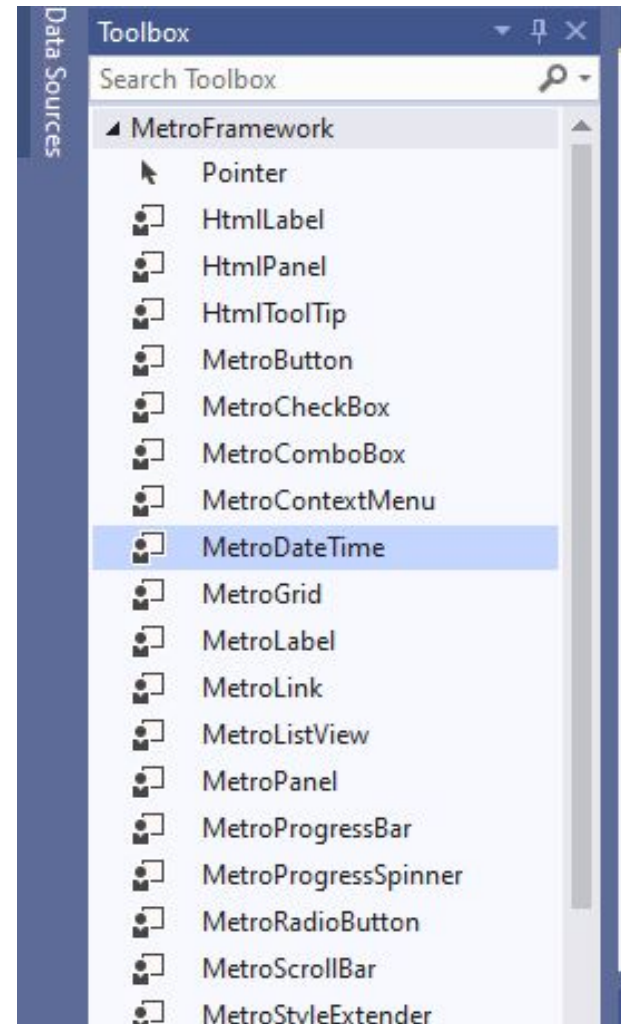 Data Sources
Toolbox
Search Toolbox
MetroFramework
Pointer
HtmlLabel
HtmlPanel
HtmlToolTip
MetroButton
MetroCheckBox
MetroComboBox
MetroContextMenu
MetroDateTime
MetroGrid
MetroLabel
MetroLink
MetroListView
MetroPanel
MetroProgressBar
MetroProgressSpinner
MetroRadioButton
MetroScrollBar
MetroStyleExtender